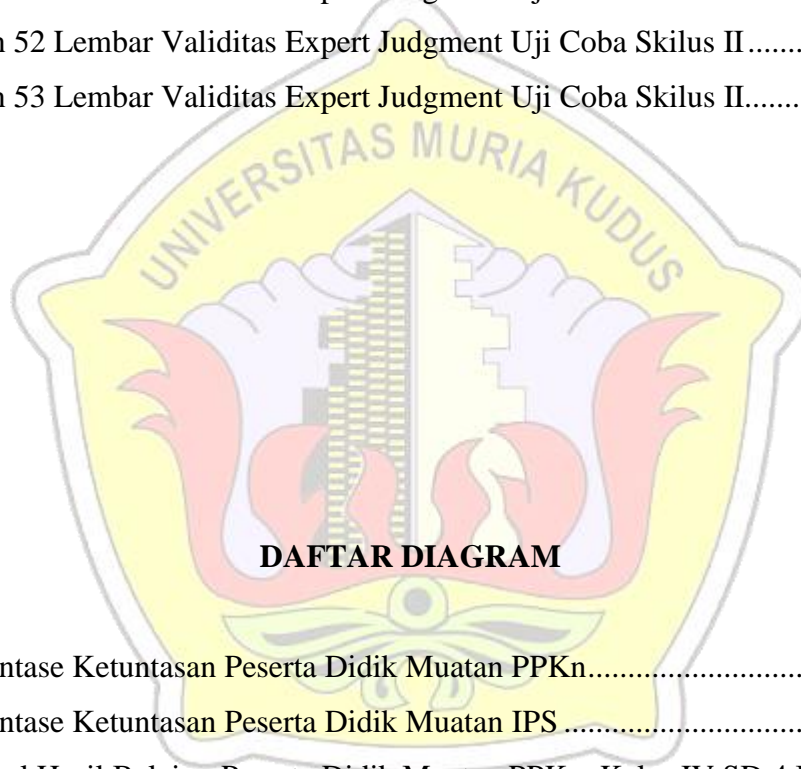 52 Lembar Validitas Expert Judgment Uji Coba Skilus II.......
53 Lembar Validitas Expert Judgment Uji Coba Skilus II.......
UNIVERSITAS MURIA KUDUS
DAFTAR DIAGRAM
ntase Ketuntasan Peserta Didik Muatan PPKn..........................
ntase Ketuntasan Peserta Didik Muatan IPS ............................